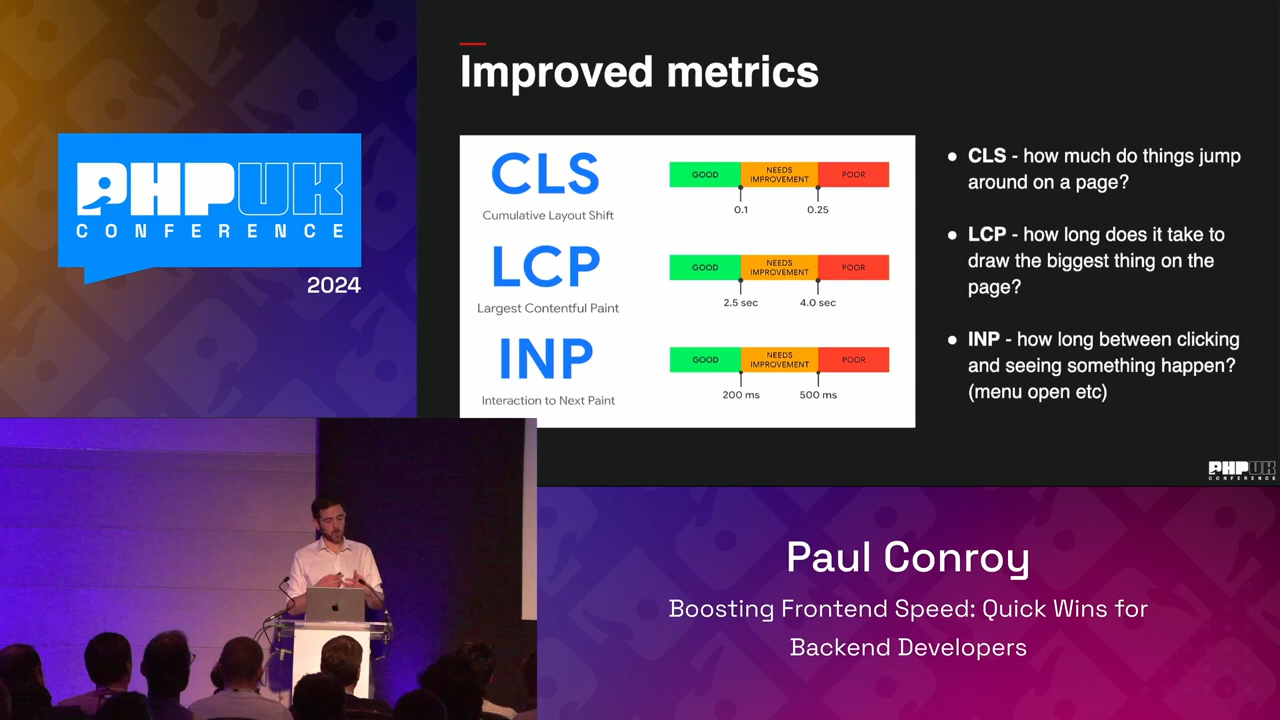 PHPUK
CONFERENCE
2024
Improved metrics
CLS
Cumulative Layout Shift
GOOD
NEEDS
IMPROVEMENT
POOR
0.1
0.25
LCP
Largest Contentful Paint
GOOD
NEEDS
IMPROVEMENT
POOR
2.5 sec
4.0 sec
INP
Interaction to Next Paint
GOOD
NEEDS
IMPROVEMENT
POOR
200 ms
500 ms
● CLS - how much do things jump
around on a page?
● LCP - how long does it take to
draw the biggest thing on the
page?
● INP - how long between clicking
and seeing something happen?
(menu open etc)
PHPUK
CONFERENCE
Paul Conroy
Boosting Frontend Speed: Quick Wins for
Backend Developers